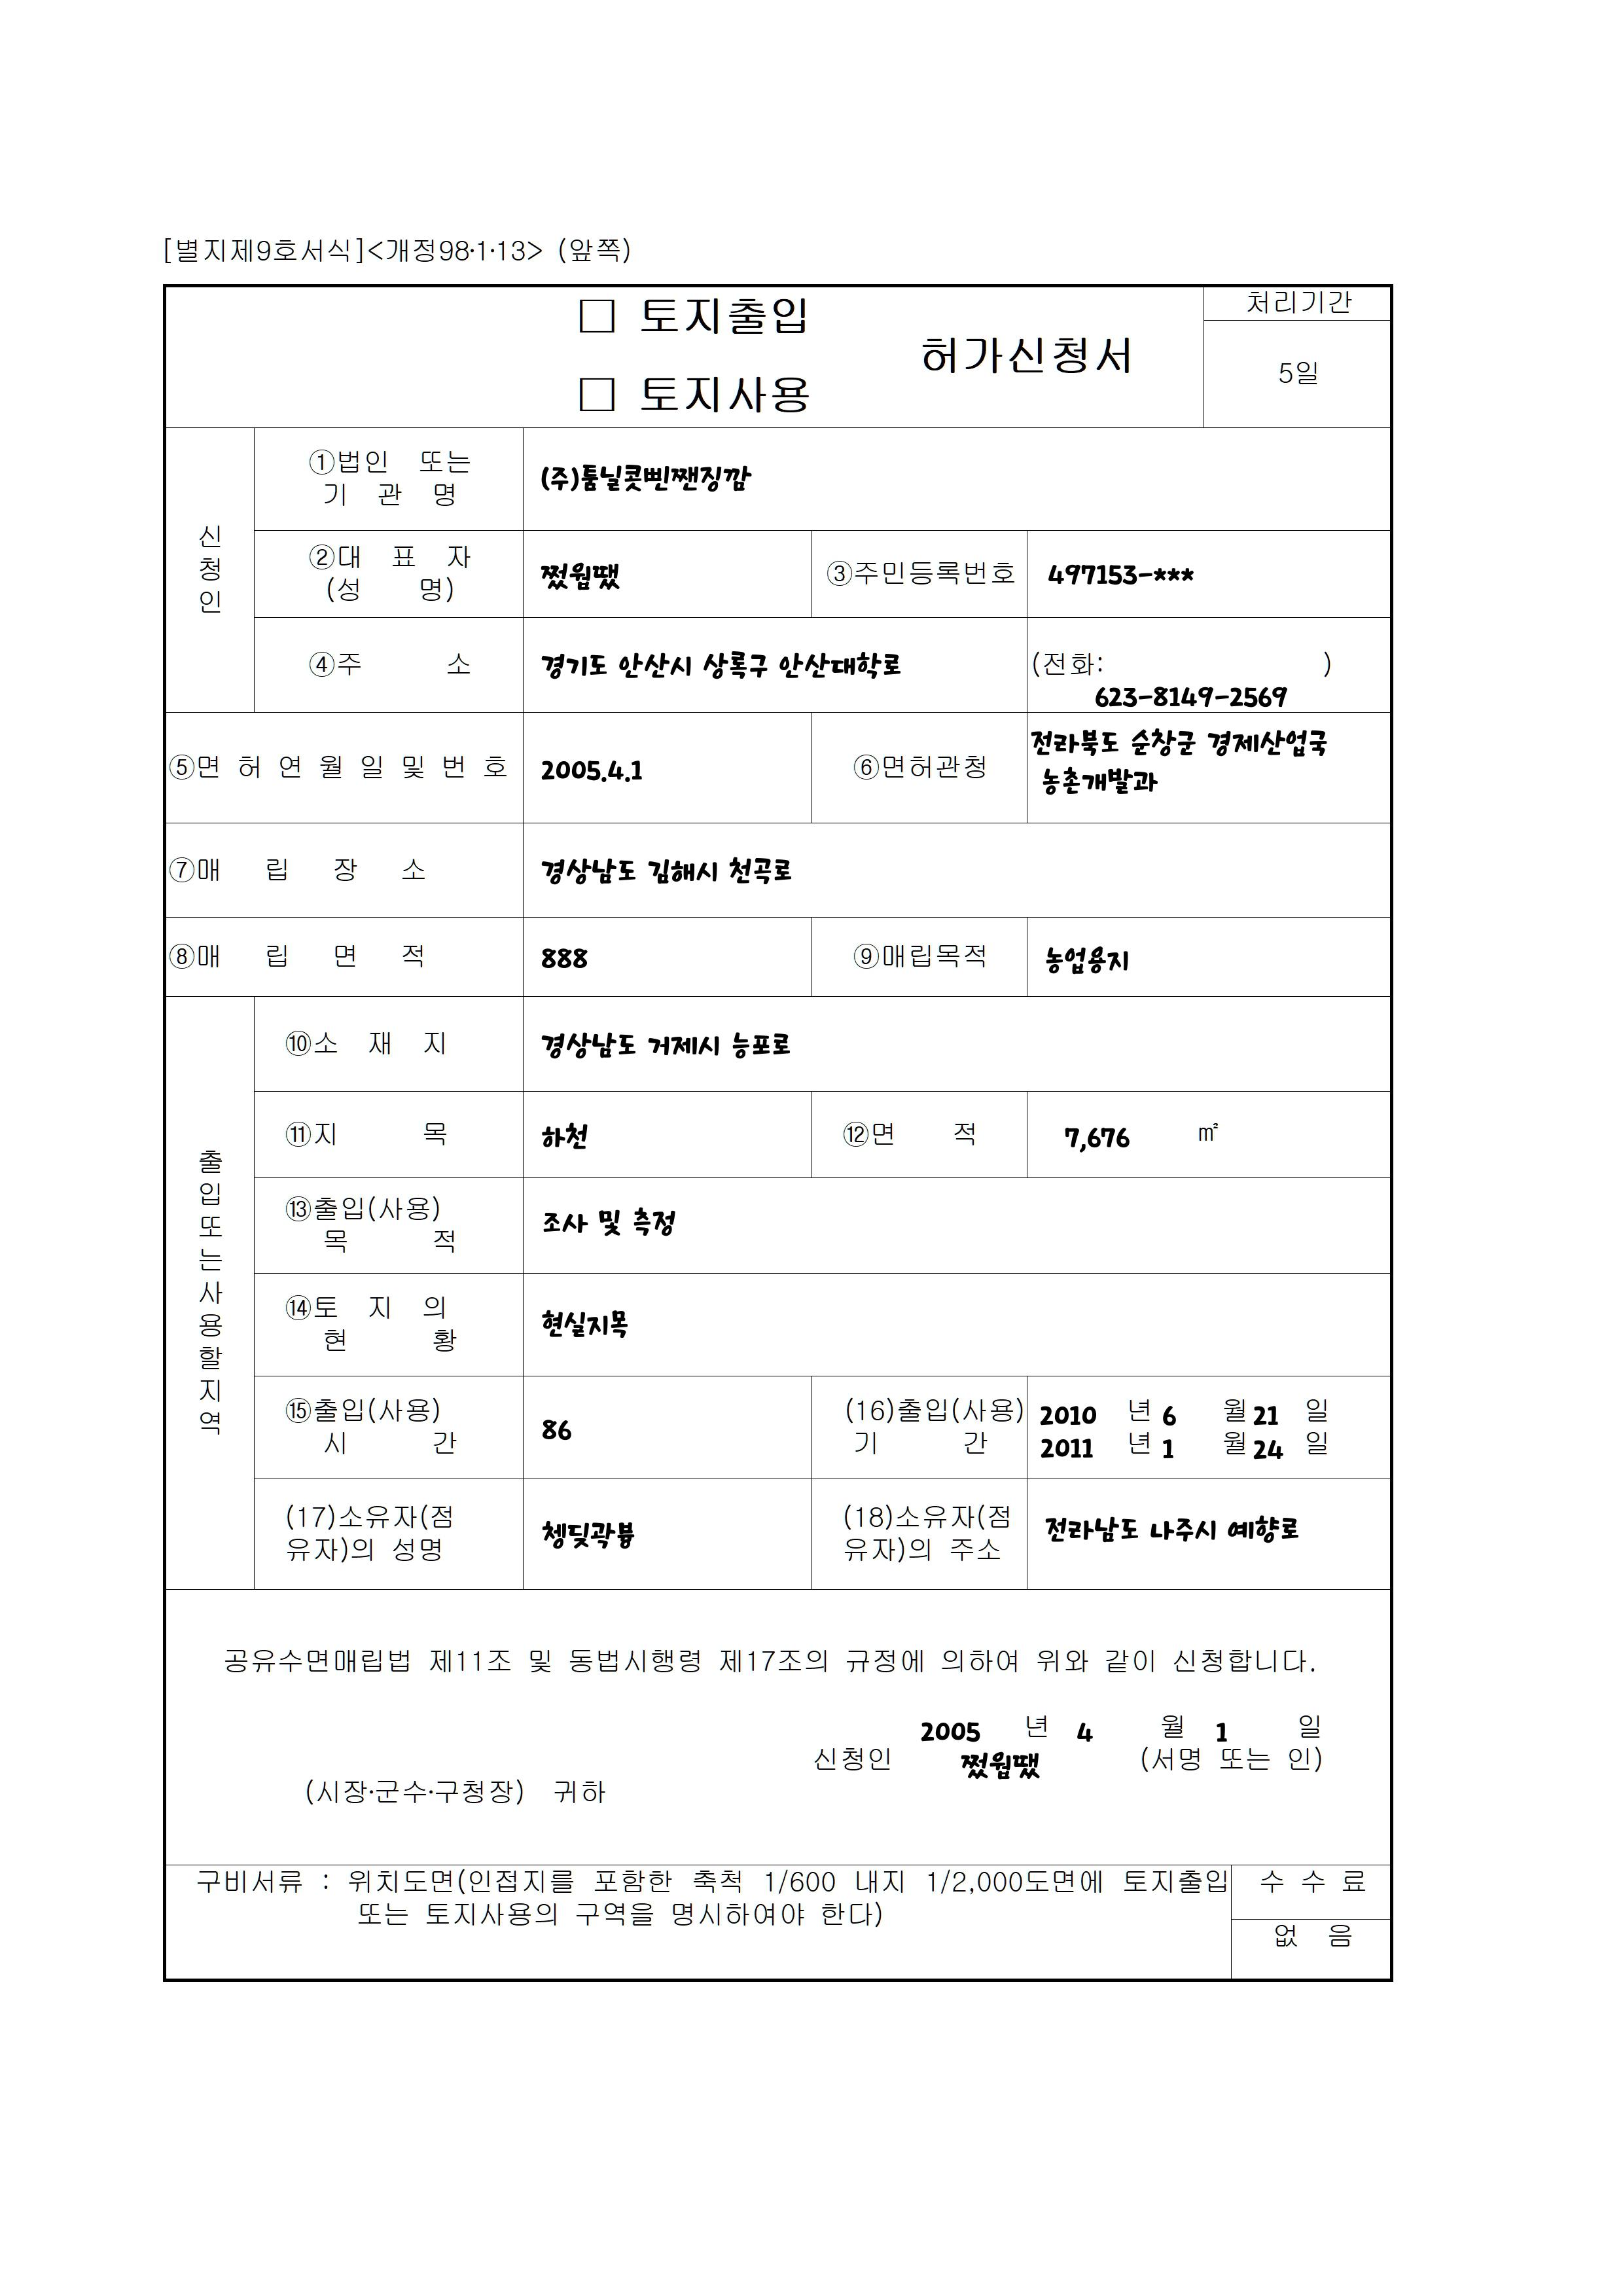 [별지제9호서식]<개정98·1·13> (앞쪽)
□ 토지출입
□ 토지사용
허가신청서
처리기간
5일
신청인
①법인 또는
기 관 명
(주)톰닐콧삔짼징깜
②대 표 자
(성 명)
쩠웝땠
③주민등록번호
497153-***
④주 소
경기도 안산시 상록구 안산대학로
(전화: )
623-8149-2569
⑤면 허 연 월 일 및 번 호
2005.4.1
⑥면허관청
전라북도 순창군 경제산업국
농촌개발과
⑦매 립 장 소
경상남도 김해시 천곡로
⑧매 립 면 적
888
⑨매립목적
농업용지
출입또는사용할지역
⑩소 재 지
경상남도 거제시 능포로
⑪지 목
하천
⑫면 적
7,676 ㎡
⑬출입(사용)
목 적
조사 및 측정
⑭토 지 의
현 황
현실지목
⑮출입(사용)
시 간
86
(16)출입(사용)
기 간
2010 년 6 월 21 일
2011 년 1 월 24 일
(17)소유자(점
유자)의 성명
(18)소유자(점
유자)의 주소
전라남도 나주시 예향로
공유수면매립법 제11조 및 동법시행령 제17조의 규정에 의하여 위와 같이 신청합니다.
2005 년 4 월 1 일
신청인 쩠웝땠 (서명 또는 인)
(시장·군수·구청장) 귀하
구비서류 : 위치도면(인접지를 포함한 축척 1/600 내지 1/2,000도면에 토지출입
또는 토지사용의 구역을 명시하여야 한다)
수 수 료
없 음